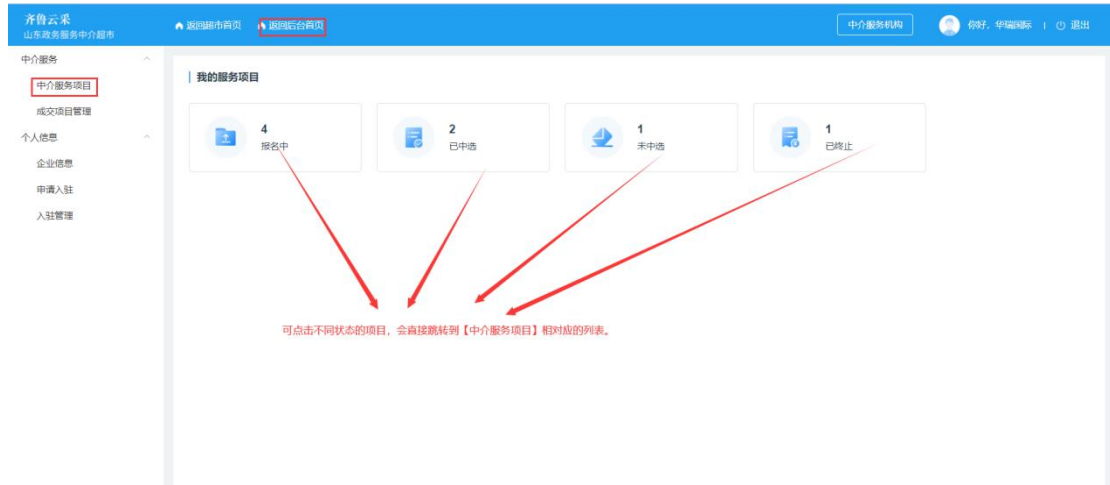 齐鲁云采
山东政务服务中介超市
返回超市首页 返回后台首页 中介服务机构 你好，华瑞国际 | 退出
中介服务
中介服务项目
成交项目管理
个人信息
企业信息
申请入驻
入驻管理
我的服务项目
4
报名中
2
已中选
1
未中选
1
已终止
可点击不同状态的项目，会直接跳转到【中介服务项目】相对应的列表。